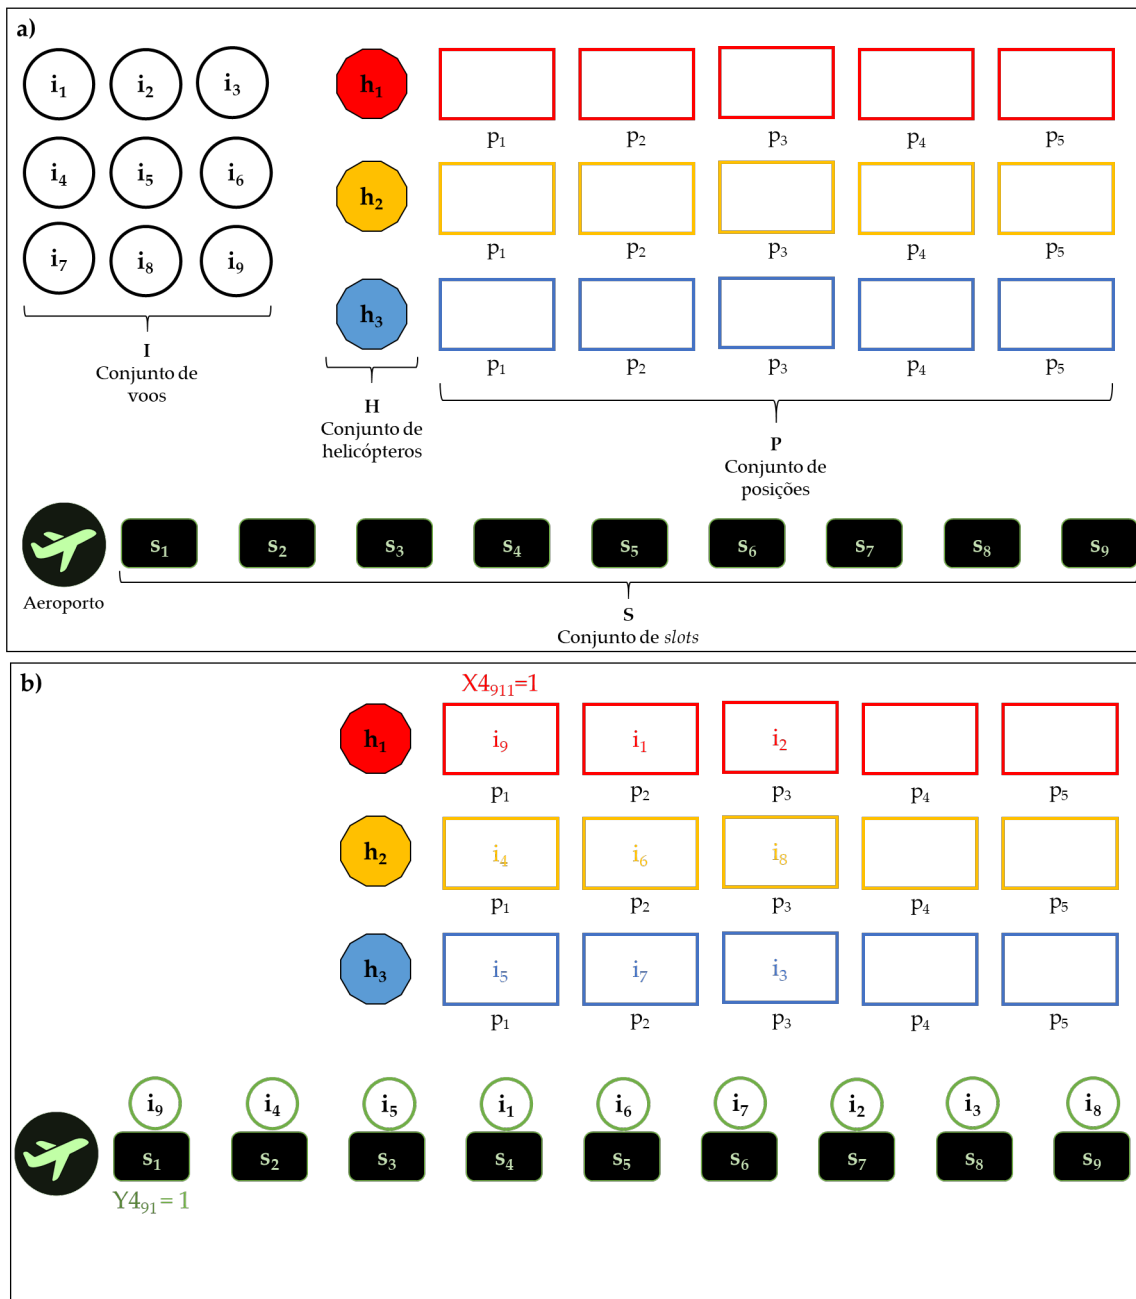 a)
i₁ i₂ i₃
h₁
p₁ p₂ p₃ p₄ p₅
i₄ i₅ i₆
h₂
p₁ p₂ p₃ p₄ p₅
i₇ i₈ i₉
h₃
p₁ p₂ p₃ p₄ p₅
I
Conjunto de
voos
H
Conjunto de
helicópteros
P
Conjunto de
posições
s₁ s₂ s₃ s₄ s₅ s₆ s₇ s₈ s₉
Aeroporto
S
Conjunto de slots
b)
X4₉₁₁=1
h₁ i₉ i₁ i₂
p₁ p₂ p₃ p₄ p₅
h₂ i₄ i₆ i₈
p₁ p₂ p₃ p₄ p₅
h₃ i₅ i₇ i₃
p₁ p₂ p₃ p₄ p₅
i₉ i₄ i₅ i₁ i₆ i₇ i₂ i₃ i₈
s₁ s₂ s₃ s₄ s₅ s₆ s₇ s₈ s₉
Y4₉₁ = 1